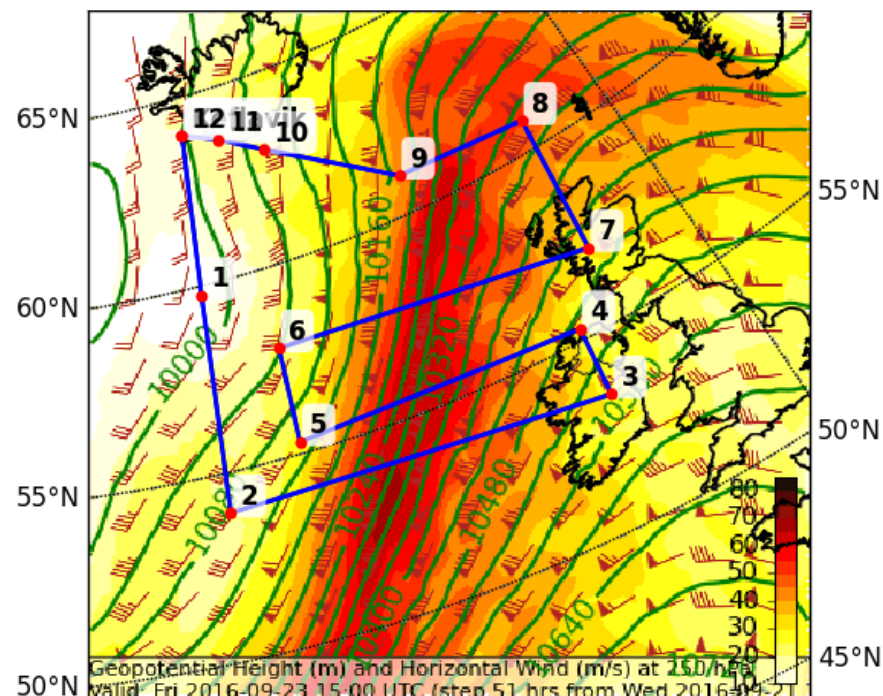 65°N
12
11
10
9
8
7
55°N
10160
60°N
1
6
4
10000
10320
3
5
50°N
2
10480
55°N
10240
80
70
60
50
40
30
20
10640
Geopotential Height (m) and Horizontal Wind (m/s) at 250/hPa
45°N
50°N
Valid: Fri 2016-09-23 15:00 UTC (step 51 hrs from Wed 2016-09-21